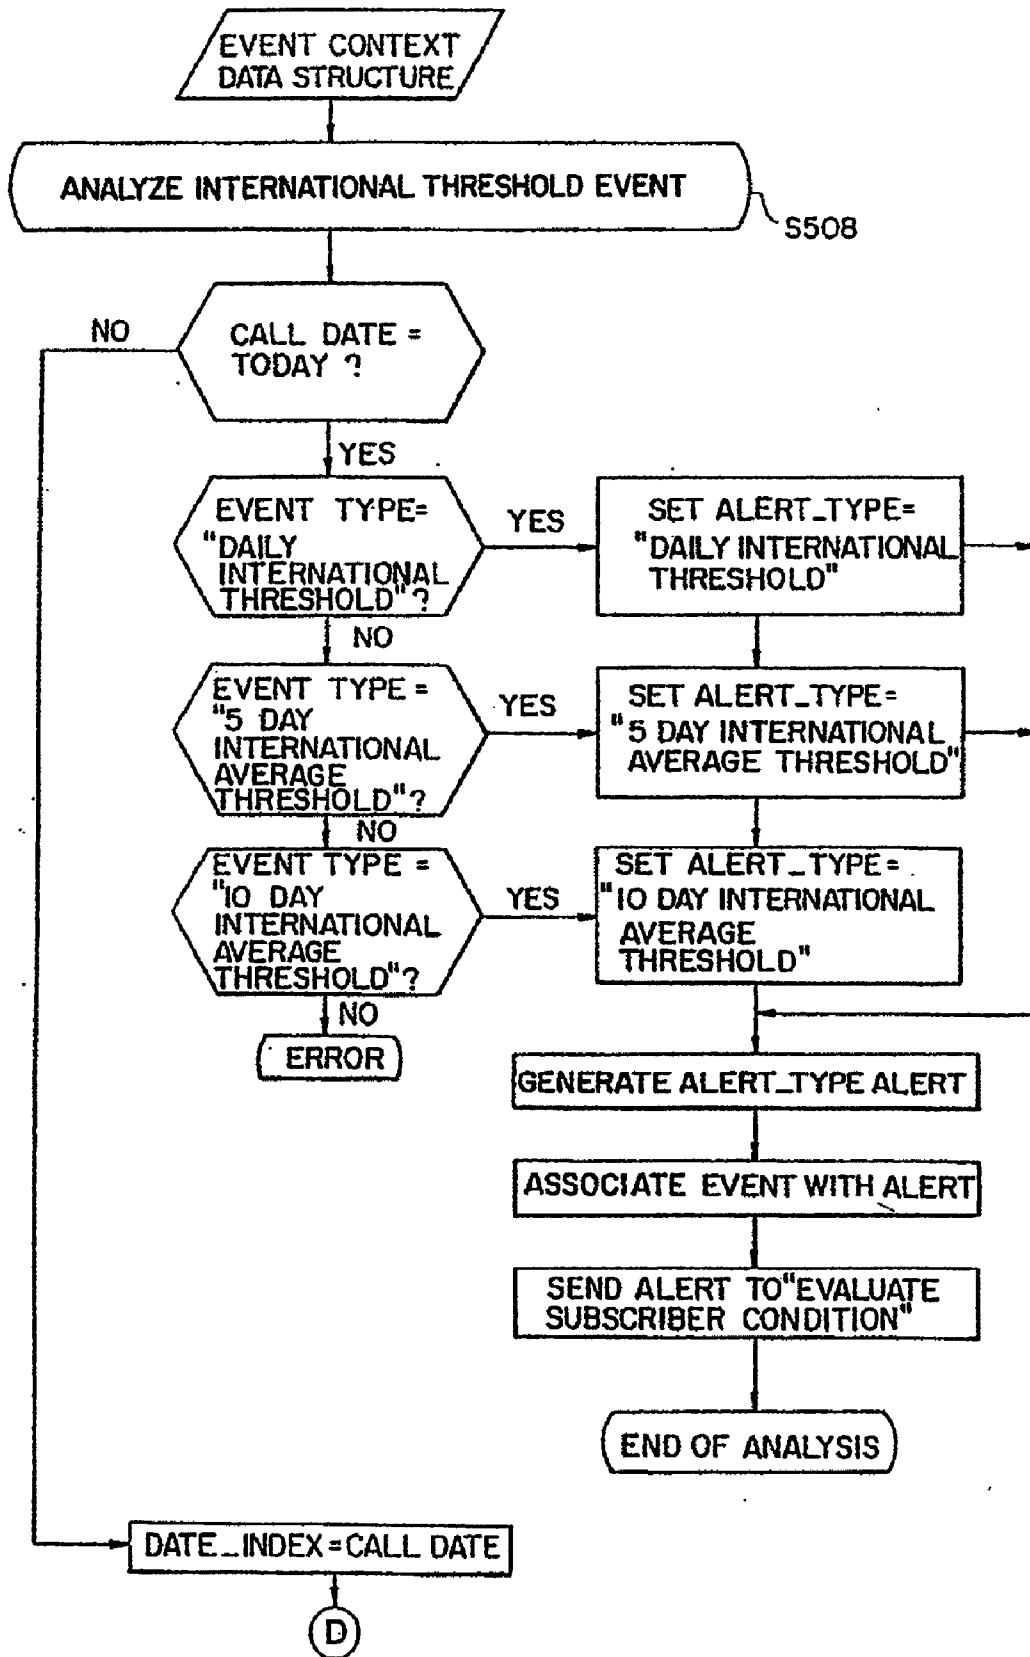 EVENT CONTEXT
DATA STRUCTURE
ANALYZE INTERNATIONAL THRESHOLD EVENT
S508
NO
CALL DATE =
TODAY ?
YES
EVENT TYPE=
"DAILY
INTERNATIONAL
THRESHOLD"?
YES
SET ALERT_TYPE=
"DAILY INTERNATIONAL
THRESHOLD"
NO
EVENT TYPE =
"5 DAY
INTERNATIONAL
AVERAGE
THRESHOLD"?
YES
SET ALERT_TYPE=
"5 DAY INTERNATIONAL
AVERAGE THRESHOLD"
NO
EVENT TYPE =
"10 DAY
INTERNATIONAL
AVERAGE
THRESHOLD"?
YES
SET ALERT_TYPE=
"10 DAY INTERNATIONAL
AVERAGE
THRESHOLD"
NO
ERROR
GENERATE ALERT_TYPE ALERT
ASSOCIATE EVENT WITH ALERT
SEND ALERT TO "EVALUATE
SUBSCRIBER CONDITION"
END OF ANALYSIS
DATE_INDEX=CALL DATE
D